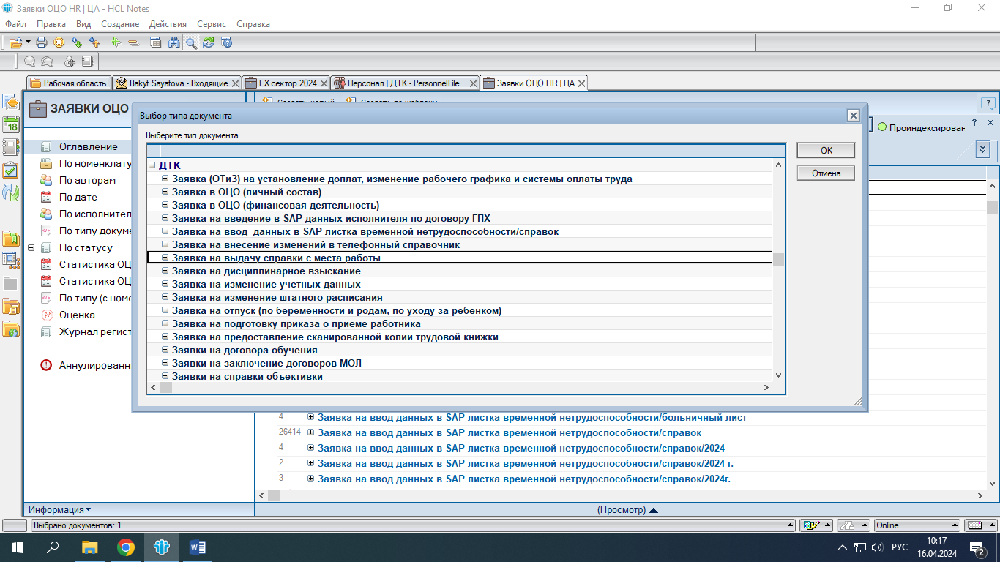 Заявки ОЦО HR | ЦА - HCL Notes
Файл Правка Вид Создание Действия Сервис Справка
Рабочая область Bakyt Sayatova - Входящие EX сектор 2024 Персонал | ДТК - PersonnelFile ... Заявки ОЦО HR | ЦА
ЗАЯВКИ ОЦО
Выбор типа документа
Выберите тип документа
OK
Отмена
Проиндексирован
Оглавление
По номенклату
По авторам
По дате
По исполнител
По типу докуме
По статусу
Статистика ОЦ
Статистика ОЦ
По типу (с номе
Оценка
Журнал регист
Аннулированн
ДТК
Заявка (ОТиЗ) на установление доплат, изменение рабочего графика и системы оплаты труда
Заявка в ОЦО (личный состав)
Заявка в ОЦО (финансовая деятельность)
Заявка на введение в SAP данных исполнителя по договору ГПХ
Заявка на ввод данных в SAP листка временной нетрудоспособности/справок
Заявка на внесение изменений в телефонный справочник
Заявка на выдачу справки с места работы
Заявка на дисциплинарное взыскание
Заявка на изменение учетных данных
Заявка на изменение штатного расписания
Заявка на отпуск (по беременности и родам, по уходу за ребенком)
Заявка на подготовку приказа о приеме работника
Заявка на предоставление сканированной копии трудовой книжки
Заявки на договора обучения
Заявки на заключение договоров МОЛ
Заявки на справки-объективки
4 Заявка на ввод данных в SAP листка временной нетрудоспособности/больничный лист
26414 Заявка на ввод данных в SAP листка временной нетрудоспособности/справок
4 Заявка на ввод данных в SAP листка временной нетрудоспособности/справок/2024
2 Заявка на ввод данных в SAP листка временной нетрудоспособности/справок/2024 г.
3 Заявка на ввод данных в SAP листка временной нетрудоспособности/справок/2024г.
Информация (Просмотр)
Выбрано документов: 1 Online
РУС 10:17
16.04.2024 2